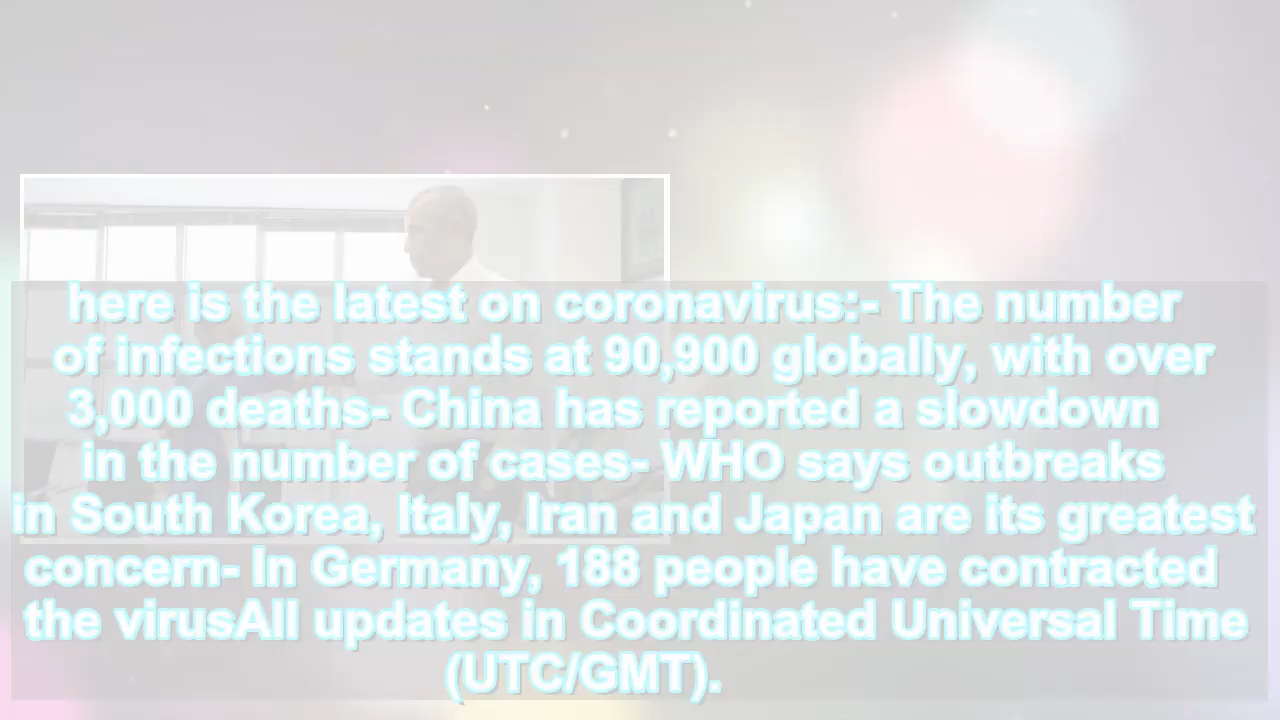 here is the latest on coronavirus:- The number
of infections stands at 90,900 globally, with over
3,000 deaths- China has reported a slowdown
in the number of cases- WHO says outbreaks
in South Korea, Italy, Iran and Japan are its greatest
concern- In Germany, 188 people have contracted
the virusAll updates in Coordinated Universal Time
(UTC/GMT).